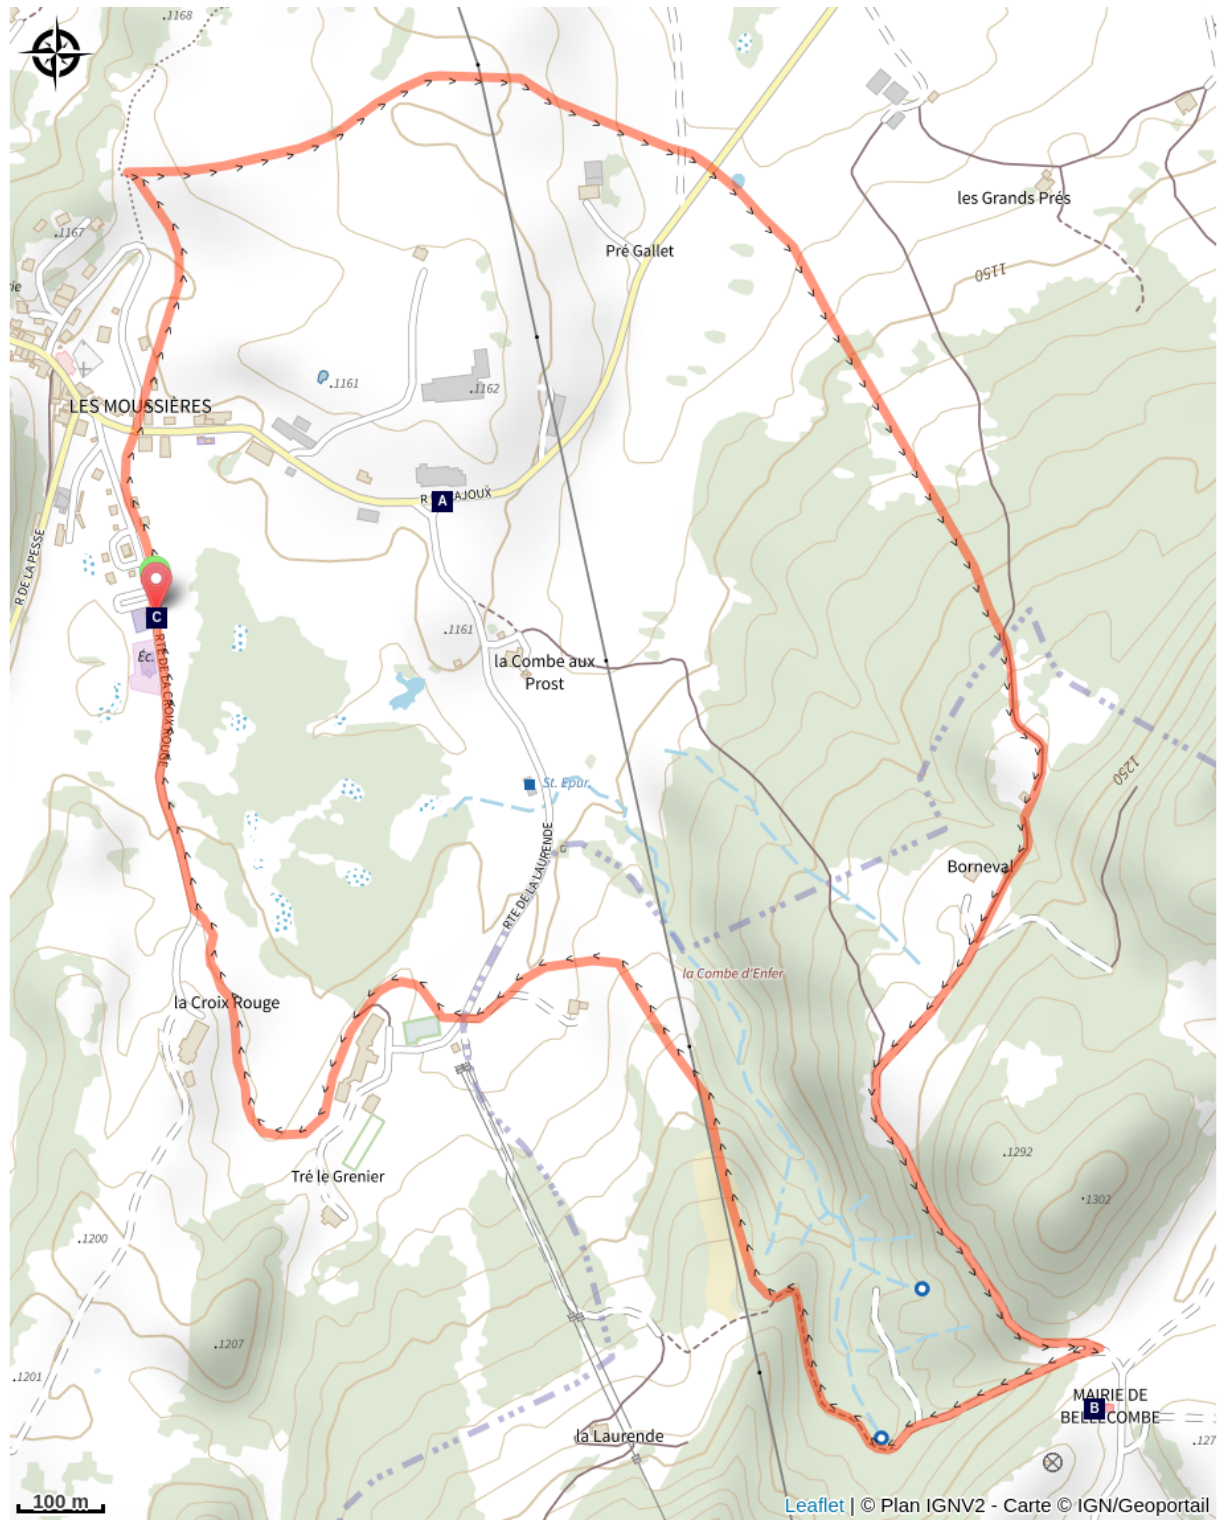 .1168
les Grands Prés
.1167
Pré Gallet
1150
rie
.1161
.1162
LES MOUSSIÈRES
A
AJOUX
R DE LA PESSE
C
RTE DE LA CROIX ROUGE
Éc.
.1161
la Combe aux
Prost
St. Epur.
1250
RTE DE LA LAURENDE
Borneval
la Combe d'Enfer
la Croix Rouge
.1292
Tré le Grenier
.1302
.1200
.1207
.1201
MAIRIE DE
BELLECOMBE
B
la Laurende
.127
100 m
Leaflet | © Plan IGNV2 - Carte © IGN/Geoportail